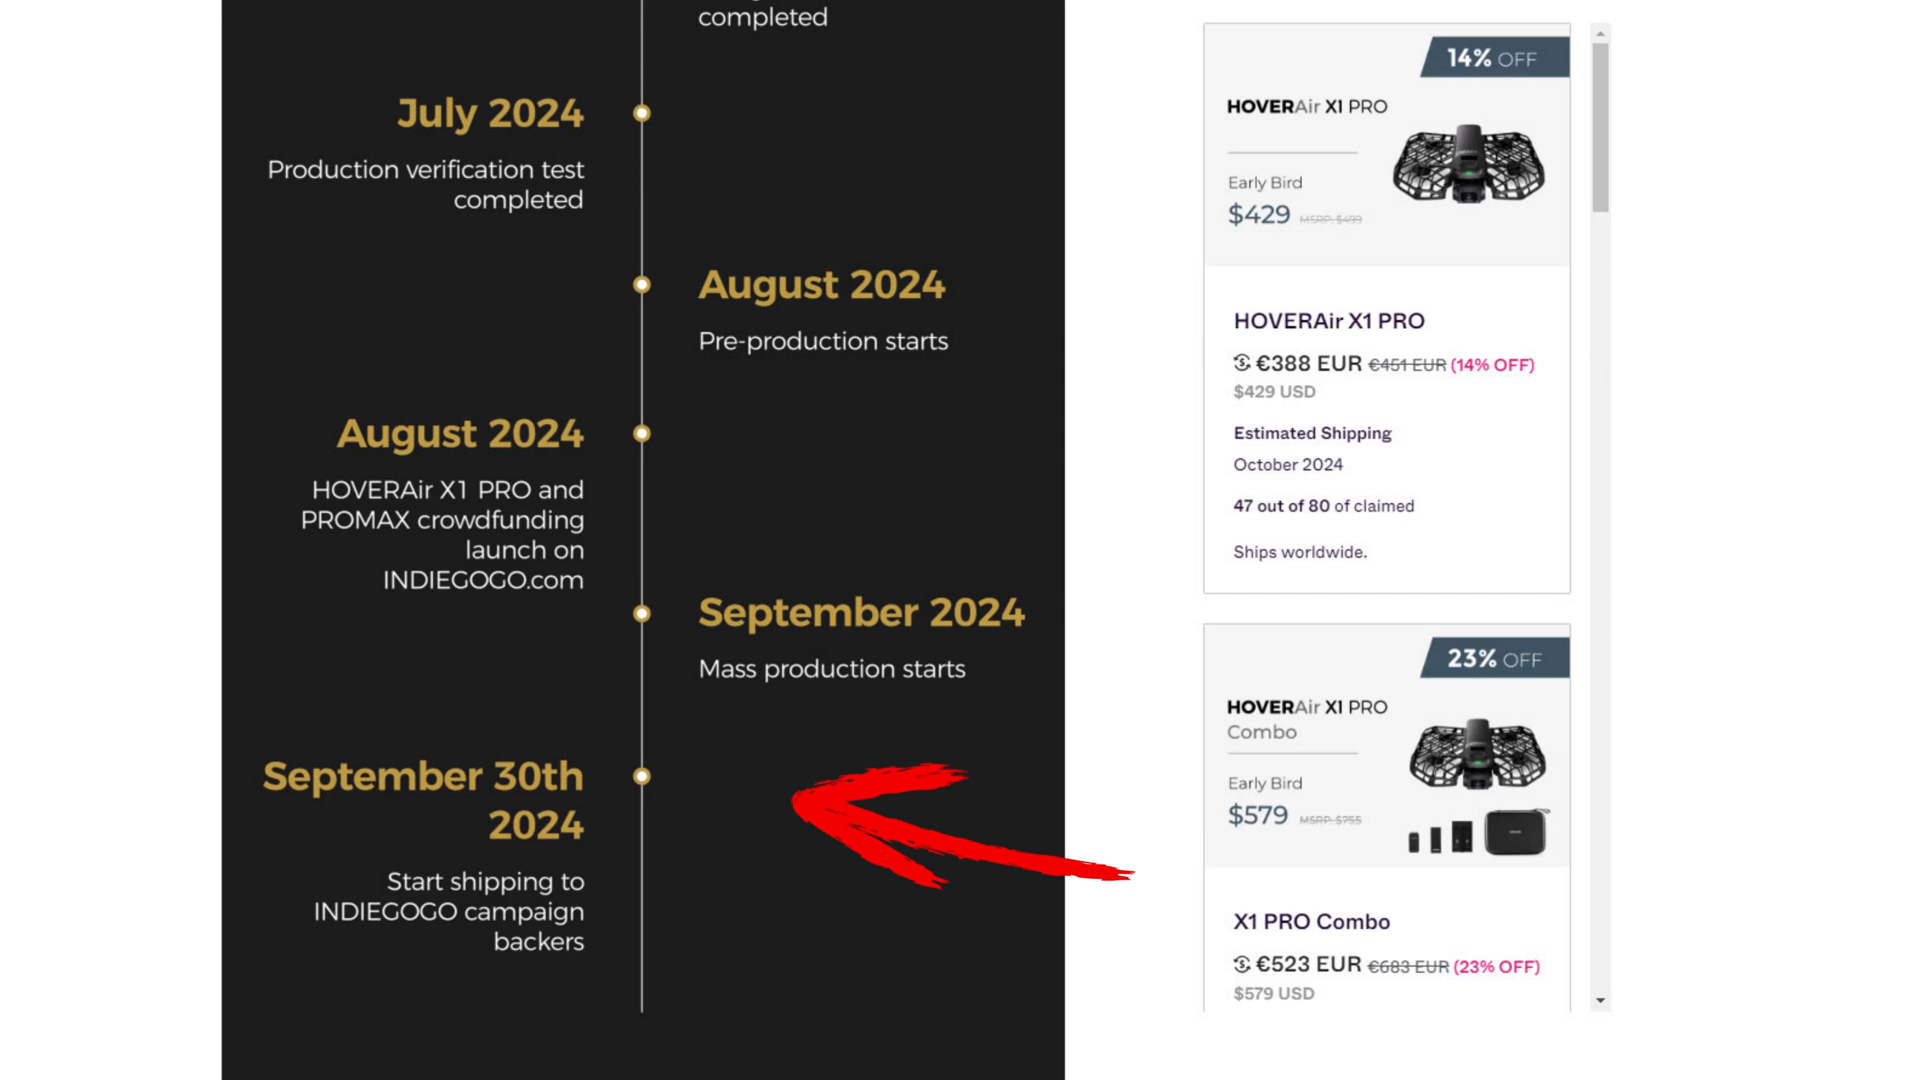 completed
July 2024
Production verification test
completed
August 2024
Pre-production starts
August 2024
HOVERAir X1 PRO and
PROMAX crowdfunding
launch on
INDIEGOGO.com
September 2024
Mass production starts
September 30th
2024
Start shipping to
INDIEGOGO campaign
backers
14% OFF
HOVERAir X1 PRO
Early Bird
$429 MSRP: $499
HOVERAir X1 PRO
€388 EUR €451 EUR (14% OFF)
$429 USD
Estimated Shipping
October 2024
47 out of 80 of claimed
Ships worldwide.
23% OFF
HOVERAir X1 PRO
Combo
Early Bird
$579 MSRP: $755
X1 PRO Combo
€523 EUR €683 EUR (23% OFF)
$579 USD